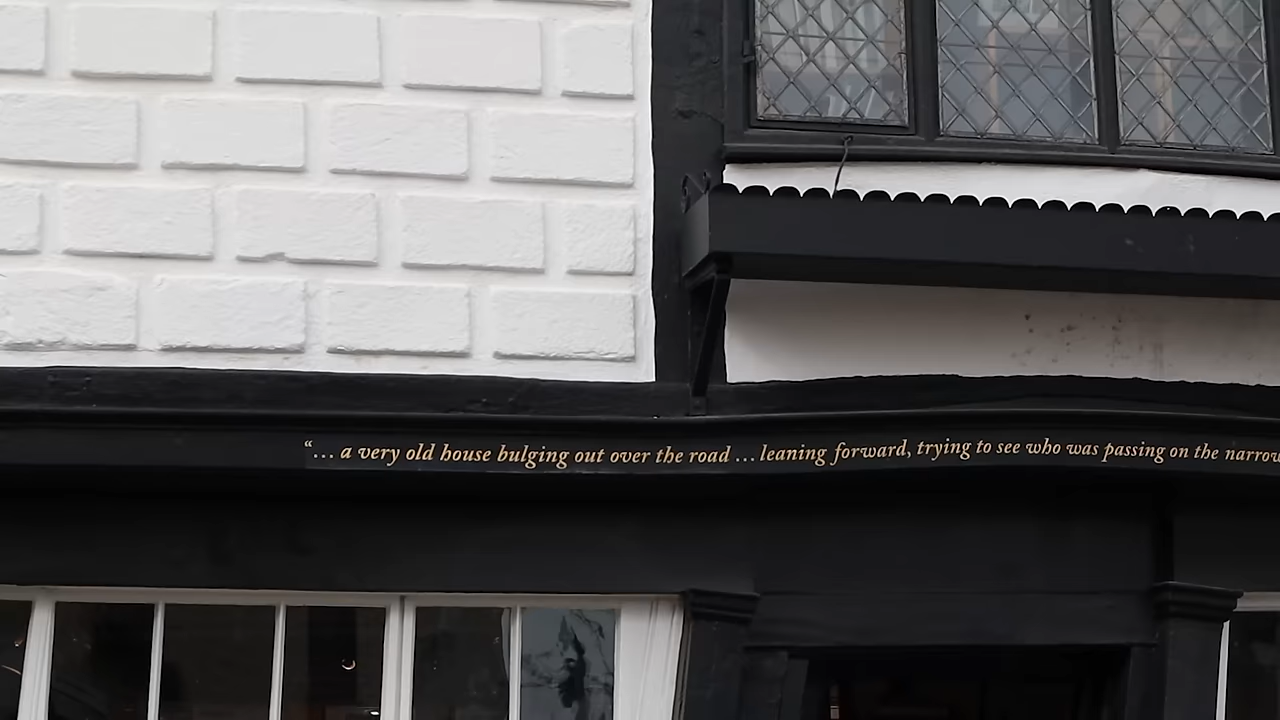 “... a very old house bulging out over the road ... leaning forward, trying to see who was passing on the narrow